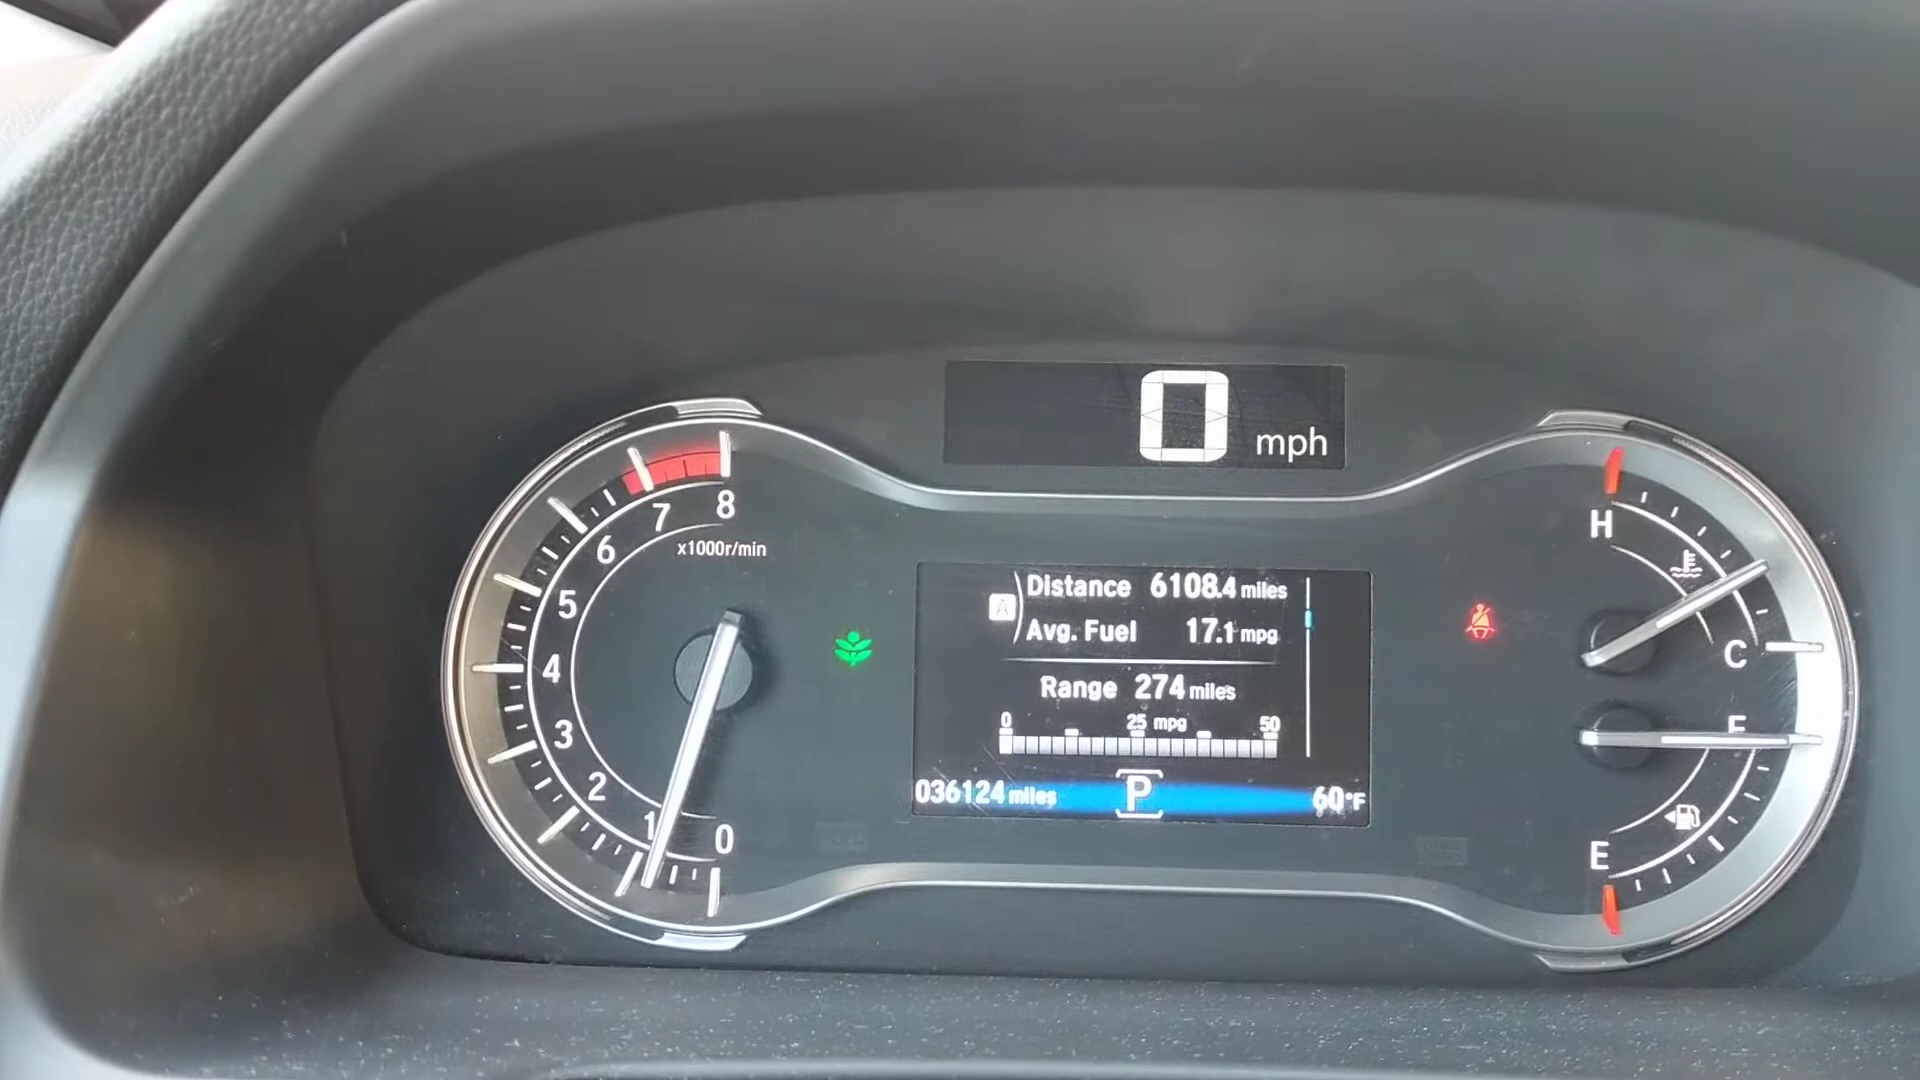 0 mph
8
7
6
5
4
3
2
1
0
x1000r/min
A
Distance 6108.4 miles
Avg. Fuel 17.1 mpg
Range 274 miles
0 25 mpg 50
036124 miles P 60°F
H
C
F
E